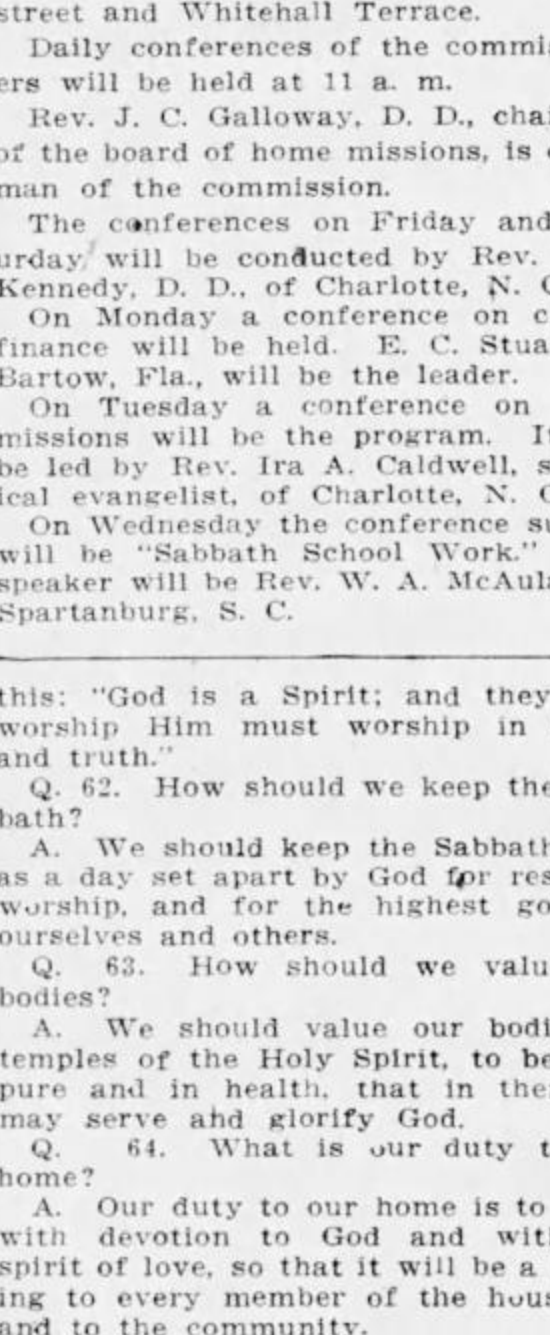 street and Whitehall Terrace.
Daily conferences of the commis
ers will be held at 11 a. m.
Rev. J. C. Galloway, D. D., chai
of the board of home missions, is c
man of the commission.
The conferences on Friday and
urday will be conducted by Rev.
Kennedy, D. D., of Charlotte, N. C
On Monday a conference on c
finance will be held. E. C. Stua
Bartow, Fla., will be the leader.
On Tuesday a conference on
missions will be the program. It
be led by Rev. Ira A. Caldwell, s
ical evangelist, of Charlotte, N. C
On Wednesday the conference su
will be "Sabbath School Work."
speaker will be Rev. W. A. McAula
Spartanburg, S. C.
this: "God is a Spirit; and they
worship Him must worship in
and truth."
Q. 62. How should we keep the
bath?
A. We should keep the Sabbath
as a day set apart by God for res
worship, and for the highest go
ourselves and others.
Q. 63. How should we valu
bodies?
A. We should value our bodi
temples of the Holy Spirit, to be
pure and in health, that in the
may serve ahd glorify God.
Q. 64. What is our duty t
home?
A. Our duty to our home is to
with devotion to God and wit
spirit of love, so that it will be a
ing to every member of the hous
and to the community.